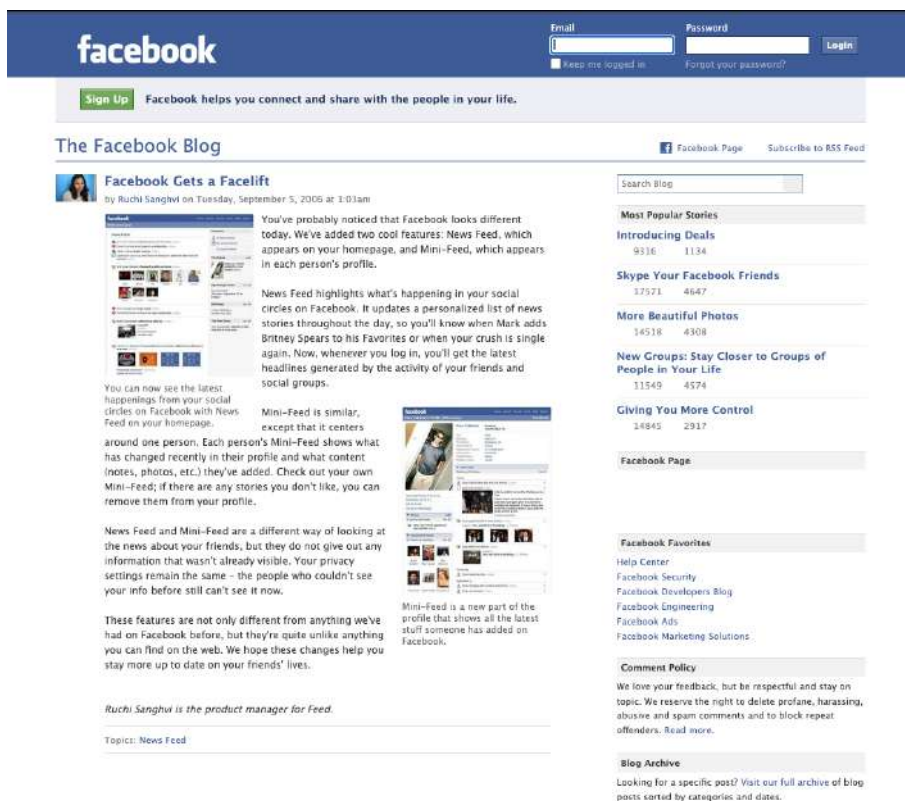 facebook
Email
Password
Login
Keep me logged in
Forgot your password?
Sign Up
Facebook helps you connect and share with the people in your life.
The Facebook Blog
Facebook Page
Subscribe to RSS Feed
Facebook Gets a Facelift
by Ruchi Sanghvi on Tuesday, September 5, 2006 at 1:03am
You've probably noticed that Facebook looks different
today. We've added two cool features: News Feed, which
appears on your homepage, and Mini-Feed, which appears
in each person's profile.
News Feed highlights what's happening in your social
circles on Facebook. It updates a personalized list of news
stories throughout the day, so you'll know when Mark adds
Britney Spears to his Favorites or when your crush is single
again. Now, whenever you log in, you'll get the latest
headlines generated by the activity of your friends and
social groups.
You can now see the latest
happenings from your social
circles on Facebook with News
Feed on your homepage.
Mini-Feed is similar,
except that it centers
around one person. Each person's Mini-Feed shows what
has changed recently in their profile and what content
(notes, photos, etc.) they've added. Check out your own
Mini-Feed; if there are any stories you don't like, you can
remove them from your profile.
News Feed and Mini-Feed are a different way of looking at
the news about your friends, but they do not give out any
information that wasn't already visible. Your privacy
settings remain the same - the people who couldn't see
your info before still can't see it now.
Mini-Feed is a new part of the
profile that shows all the latest
stuff someone has added on
Facebook.
These features are not only different from anything we've
had on Facebook before, but they're quite unlike anything
you can find on the web. We hope these changes help you
stay more up to date on your friends' lives.
Ruchi Sanghvi is the product manager for Feed.
Topics: News Feed
Search Blog
Most Popular Stories
Introducing Deals
9316 1134
Skype Your Facebook Friends
17571 4647
More Beautiful Photos
14518 4308
New Groups: Stay Closer to Groups of
People in Your Life
11549 4574
Giving You More Control
14845 2917
Facebook Page
Facebook Favorites
Help Center
Facebook Security
Facebook Developers Blog
Facebook Engineering
Facebook Ads
Facebook Marketing Solutions
Comment Policy
We love your feedback, but be respectful and stay on
topic. We reserve the right to delete profane, harassing,
abusive and spam comments and to block repeat
offenders. Read more.
Blog Archive
Looking for a specific post? Visit our full archive of blog
posts sorted by categories and dates.